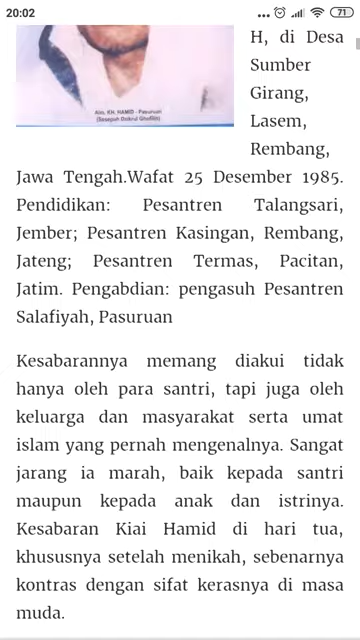 20:02
71
H, di Desa
Sumber
Girang,
Lasem,
Rembang,
Alm. KH. HAMID - Pasuruan
(Sesepuh Dzikrul Ghofilin)
Jawa Tengah.Wafat 25 Desember 1985.
Pendidikan: Pesantren Talangsari,
Jember; Pesantren Kasingan, Rembang,
Jateng; Pesantren Termas, Pacitan,
Jatim. Pengabdian: pengasuh Pesantren
Salafiyah, Pasuruan
Kesabarannya memang diakui tidak
hanya oleh para santri, tapi juga oleh
keluarga dan masyarakat serta umat
islam yang pernah mengenalnya. Sangat
jarang ia marah, baik kepada santri
maupun kepada anak dan istrinya.
Kesabaran Kiai Hamid di hari tua,
khususnya setelah menikah, sebenarnya
kontras dengan sifat kerasnya di masa
muda.